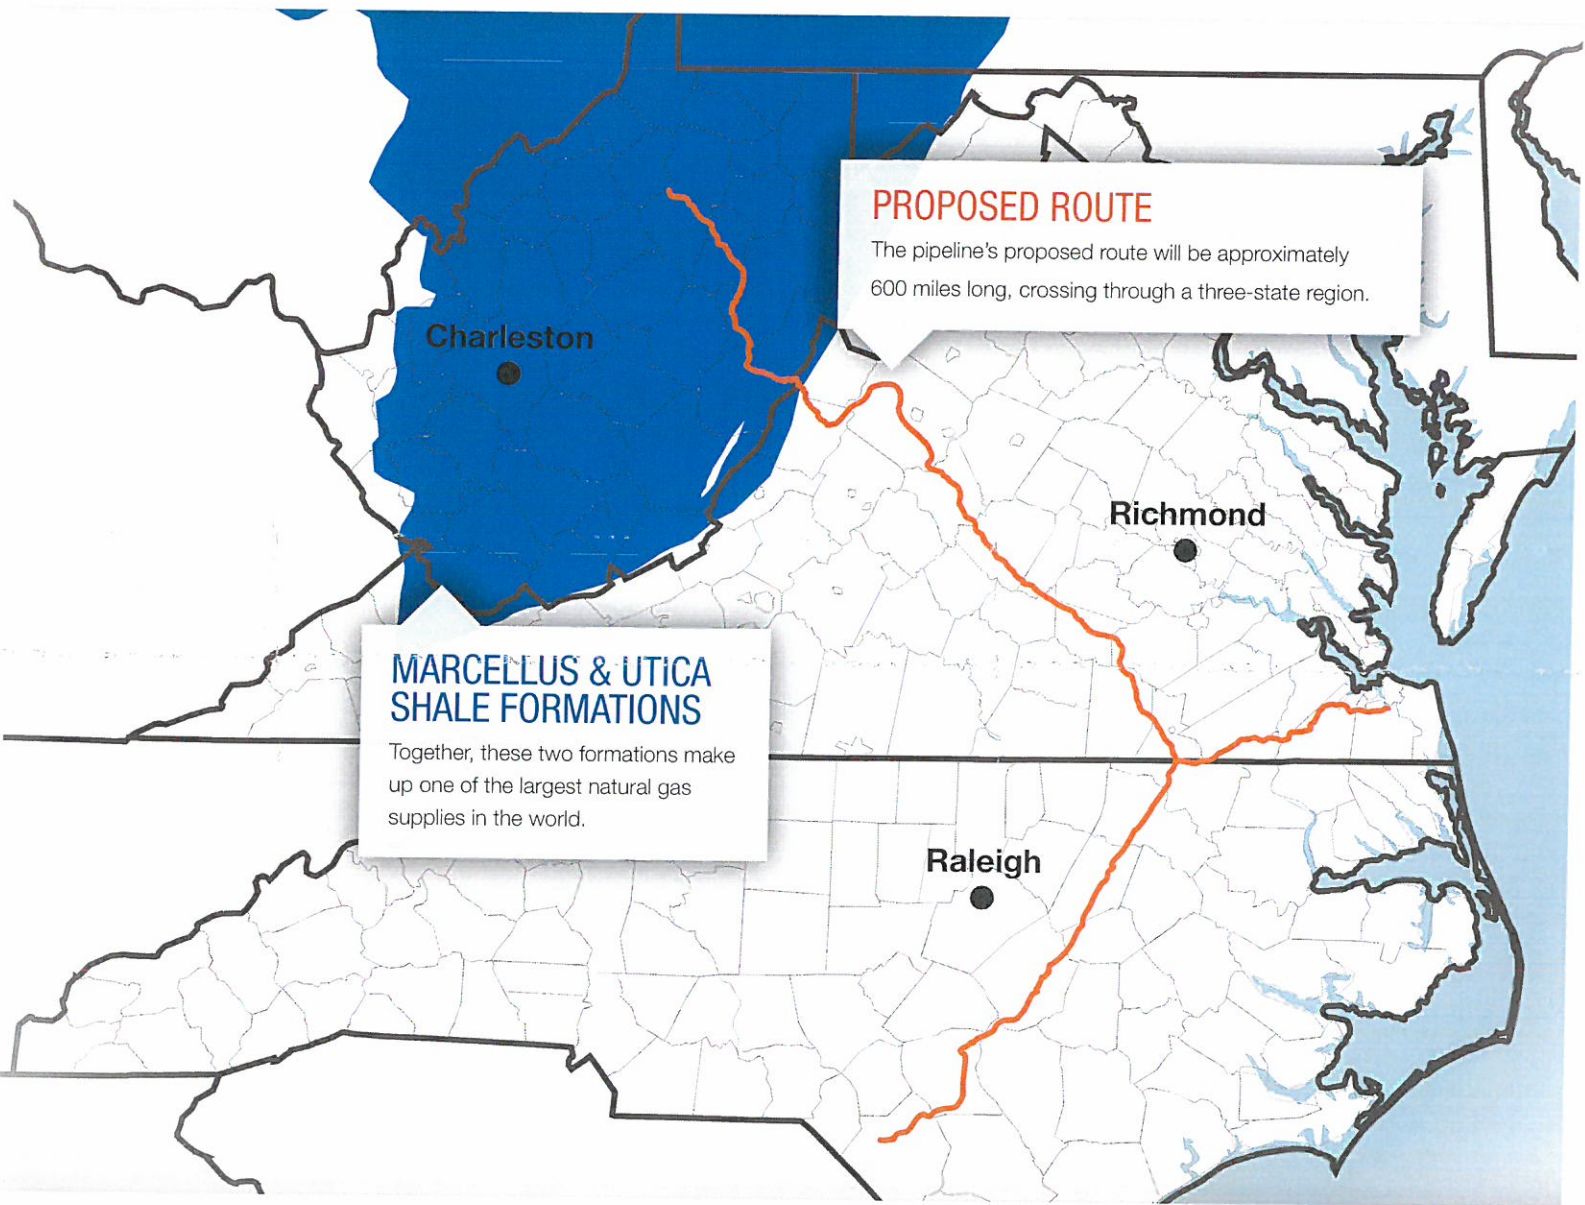 PROPOSED ROUTE
The pipeline's proposed route will be approximately
600 miles long, crossing through a three-state region.
Charleston
Richmond
MARCELLUS & UTICA
SHALE FORMATIONS
Together, these two formations make
up one of the largest natural gas
supplies in the world.
Raleigh